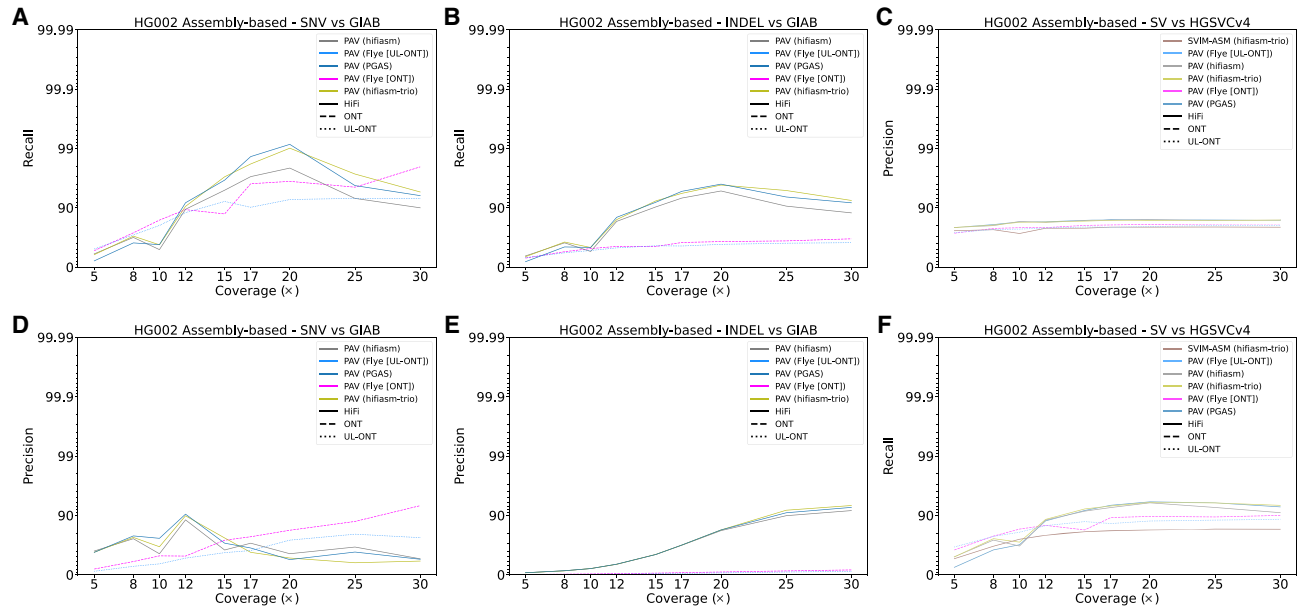 A
HG002 Assembly-based - SNV vs GIAB
99.99
99.9
99
90
0
Recall
PAV (hifiasm)
PAV (Flye [UL-ONT])
PAV (PGAS)
PAV (Flye [ONT])
PAV (hifiasm-trio)
HiFi
ONT
UL-ONT
5 8 10 12 15 17 20 25 30
Coverage (×)
B
HG002 Assembly-based - INDEL vs GIAB
99.99
99.9
99
90
0
Recall
PAV (hifiasm)
PAV (Flye [UL-ONT])
PAV (PGAS)
PAV (Flye [ONT])
PAV (hifiasm-trio)
HiFi
ONT
UL-ONT
5 8 10 12 15 17 20 25 30
Coverage (×)
C
HG002 Assembly-based - SV vs HGSVCv4
99.99
99.9
99
90
0
Precision
SVIM-ASM (hifiasm-trio)
PAV (Flye [UL-ONT])
PAV (hifiasm)
PAV (hifiasm-trio)
PAV (Flye [ONT])
PAV (PGAS)
HiFi
ONT
UL-ONT
5 8 10 12 15 17 20 25 30
Coverage (×)
D
HG002 Assembly-based - SNV vs GIAB
99.99
99.9
99
90
0
Precision
PAV (hifiasm)
PAV (Flye [UL-ONT])
PAV (PGAS)
PAV (Flye [ONT])
PAV (hifiasm-trio)
HiFi
ONT
UL-ONT
5 8 10 12 15 17 20 25 30
Coverage (×)
E
HG002 Assembly-based - INDEL vs GIAB
99.99
99.9
99
90
0
Precision
PAV (hifiasm)
PAV (Flye [UL-ONT])
PAV (PGAS)
PAV (Flye [ONT])
PAV (hifiasm-trio)
HiFi
ONT
UL-ONT
5 8 10 12 15 17 20 25 30
Coverage (×)
F
HG002 Assembly-based - SV vs HGSVCv4
99.99
99.9
99
90
0
Recall
SVIM-ASM (hifiasm-trio)
PAV (Flye [UL-ONT])
PAV (hifiasm)
PAV (hifiasm-trio)
PAV (Flye [ONT])
PAV (PGAS)
HiFi
ONT
UL-ONT
5 8 10 12 15 17 20 25 30
Coverage (×)